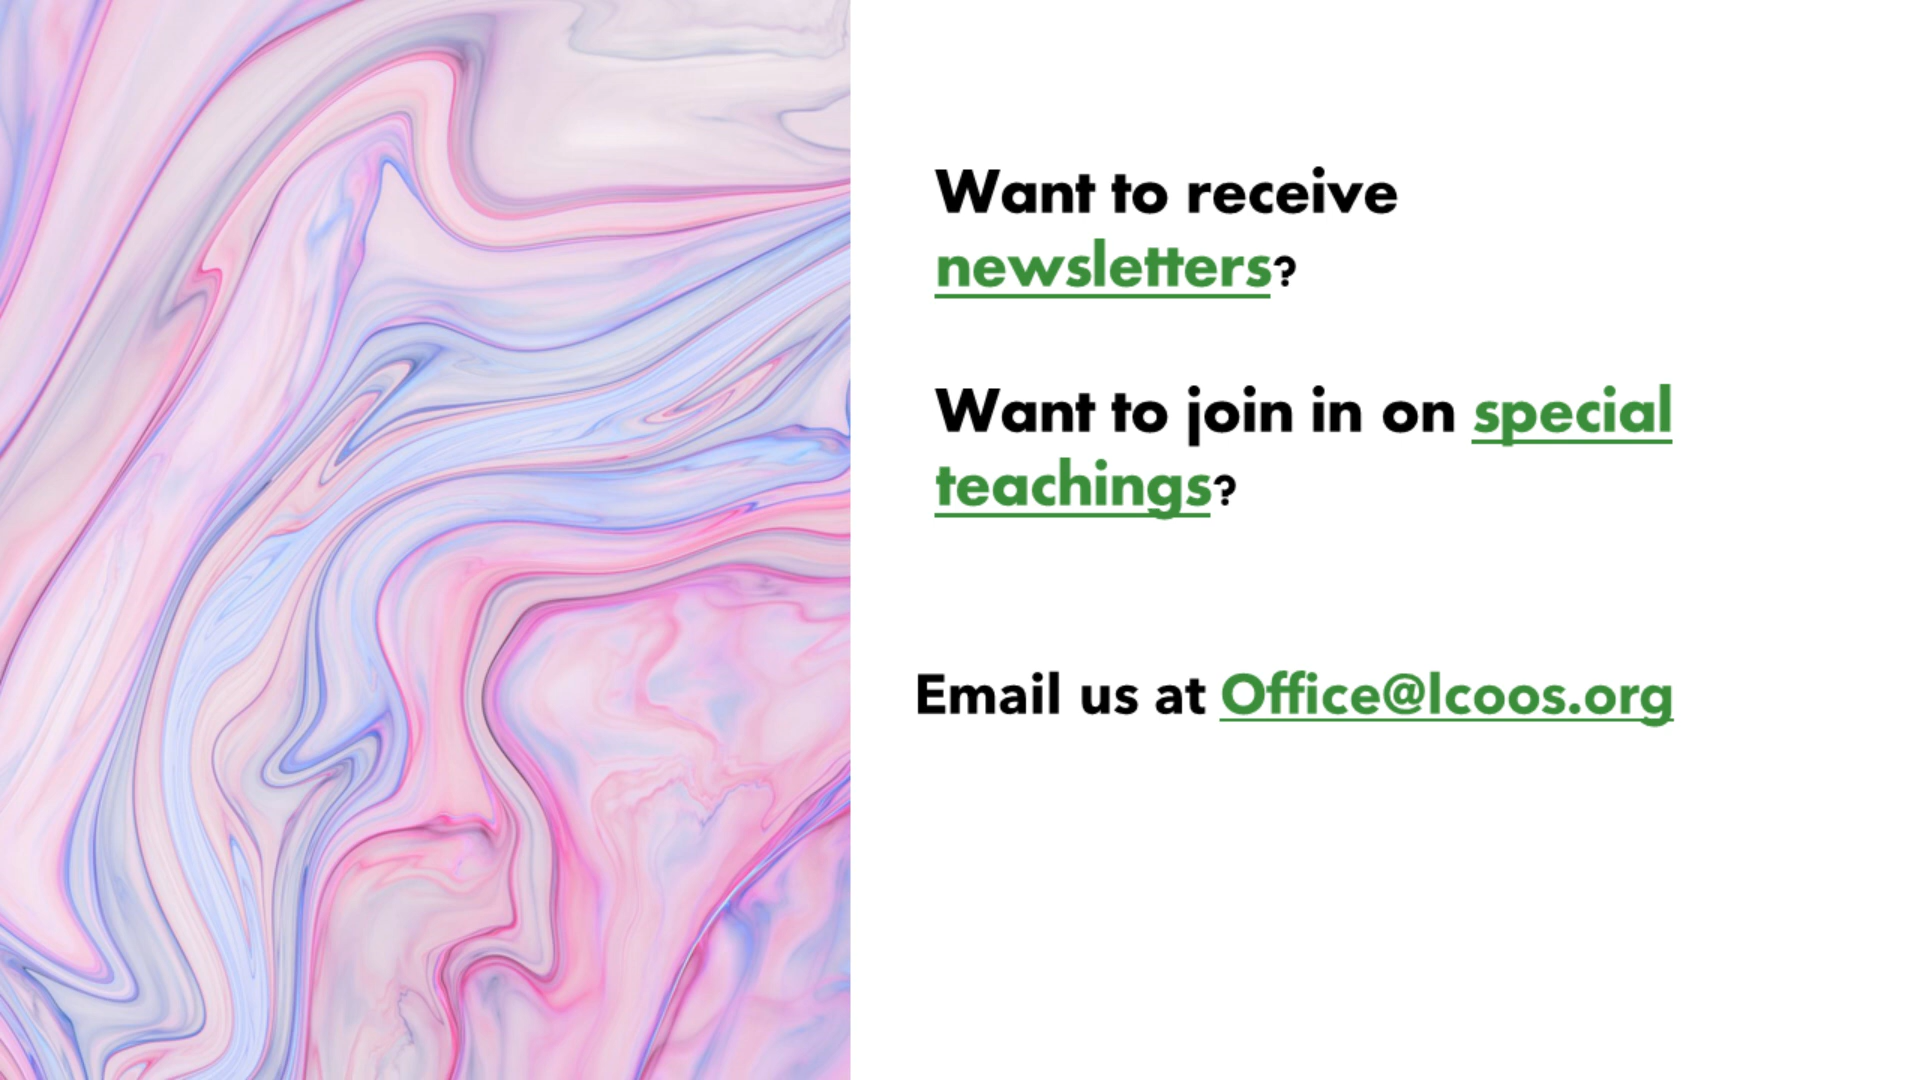 Want to receive
newsletters?
Want to join in on special
teachings?
Email us at Office@lcoos.org